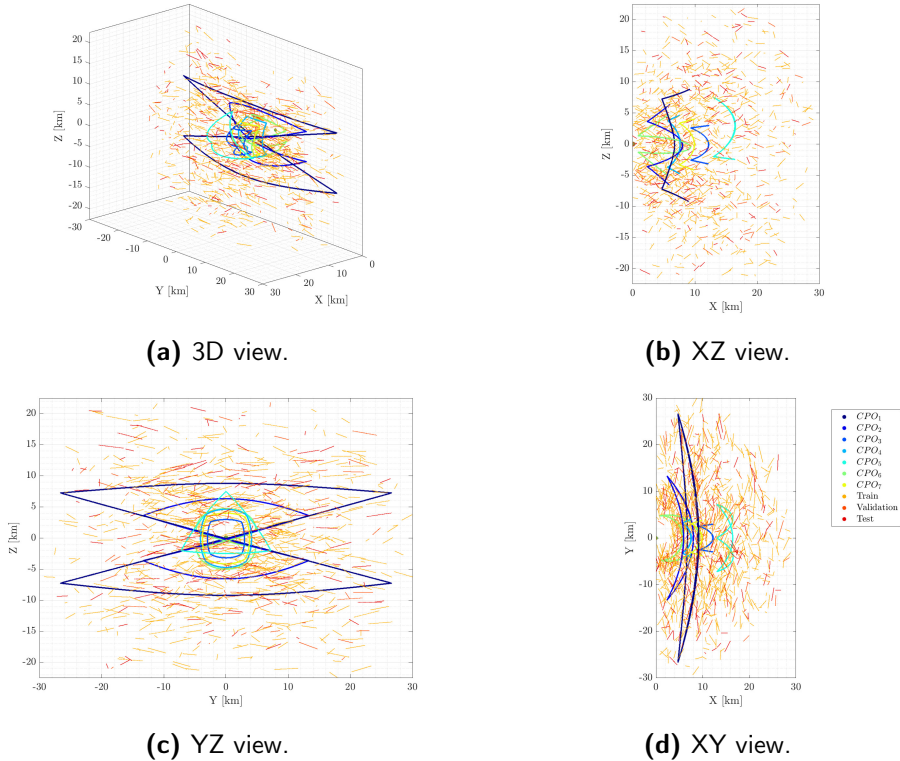 20
15
10
5
0
-5
-10
-15
-20
Z [km]
-30
-20
-10
0
10
20
30
Y [km]
30
20
10
0
X [km]
(a) 3D view.
20
15
10
5
0
-5
-10
-15
-20
Z [km]
0
10
20
30
X [km]
(b) XZ view.
20
15
10
5
0
-5
-10
-15
-20
Z [km]
-30
-20
-10
0
10
20
30
Y [km]
(c) YZ view.
30
20
10
0
-10
-20
-30
Y [km]
0
10
20
30
X [km]
(d) XY view.
CPO₁
CPO₂
CPO₃
CPO₄
CPO₅
CPO₆
CPO₇
Train
Validation
Test